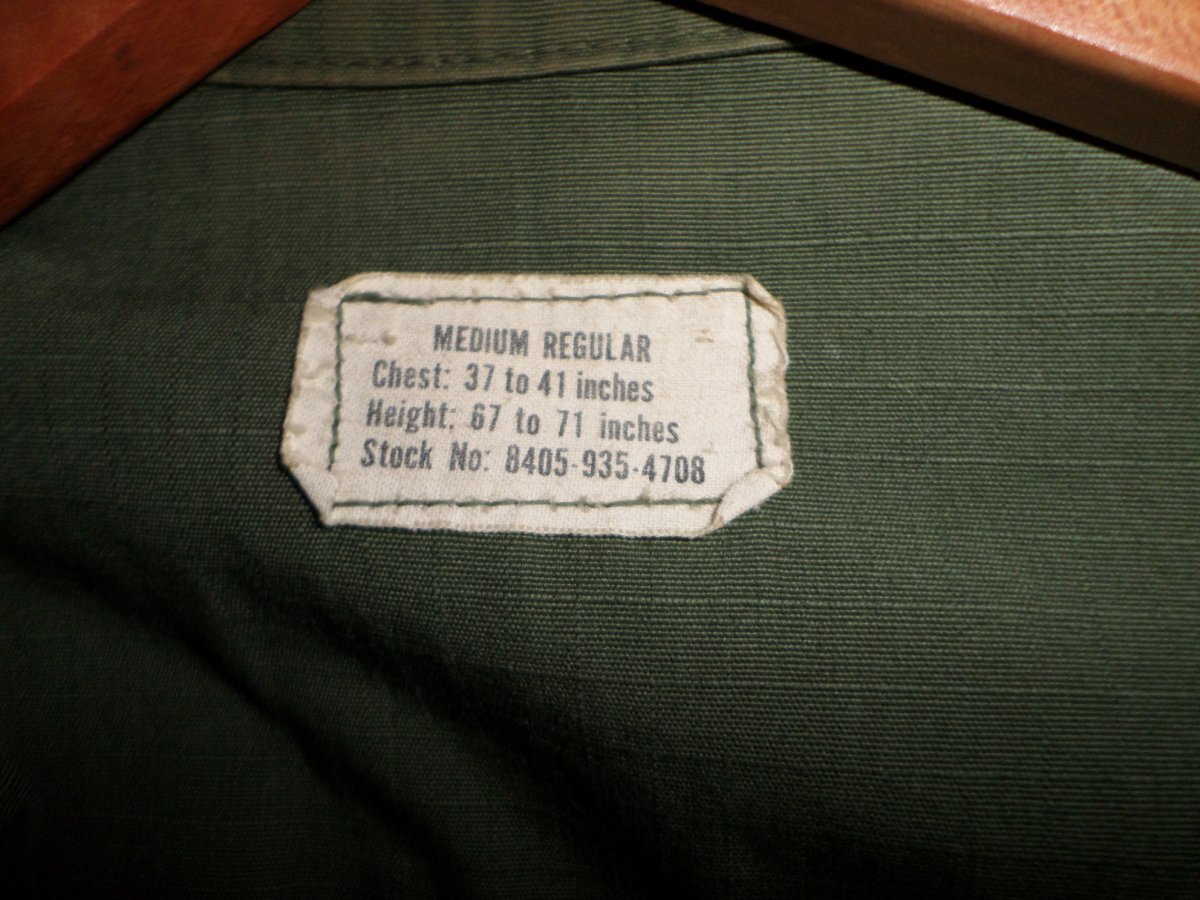 MEDIUM REGULAR
Chest: 37 to 41 inches
Height: 67 to 71 inches
Stock No: 8405-935-4708